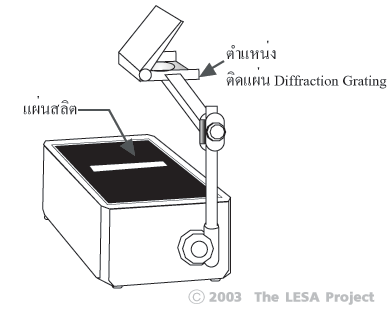 ตำแหน่ง
ติดแผ่น Diffraction Grating
แผ่นสลิต
© 2003 The LESA Project